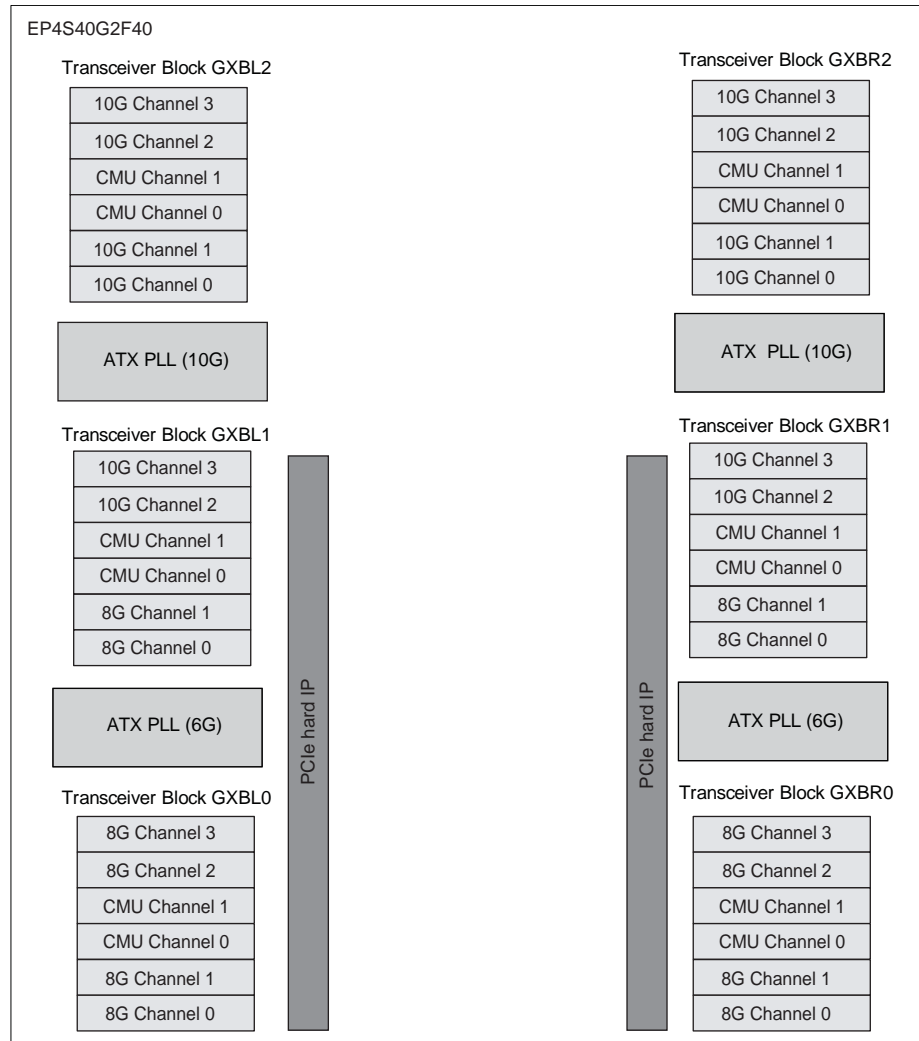 EP4S40G2F40
Transceiver Block GXBL2
10G Channel 3
10G Channel 2
CMU Channel 1
CMU Channel 0
10G Channel 1
10G Channel 0
ATX PLL (10G)
Transceiver Block GXBL1
10G Channel 3
10G Channel 2
CMU Channel 1
CMU Channel 0
8G Channel 1
8G Channel 0
ATX PLL (6G)
Transceiver Block GXBL0
8G Channel 3
8G Channel 2
CMU Channel 1
CMU Channel 0
8G Channel 1
8G Channel 0
PCIe hard IP
Transceiver Block GXBR2
10G Channel 3
10G Channel 2
CMU Channel 1
CMU Channel 0
10G Channel 1
10G Channel 0
ATX PLL (10G)
Transceiver Block GXBR1
10G Channel 3
10G Channel 2
CMU Channel 1
CMU Channel 0
8G Channel 1
8G Channel 0
PCIe hard IP
ATX PLL (6G)
Transceiver Block GXBR0
8G Channel 3
8G Channel 2
CMU Channel 1
CMU Channel 0
8G Channel 1
8G Channel 0